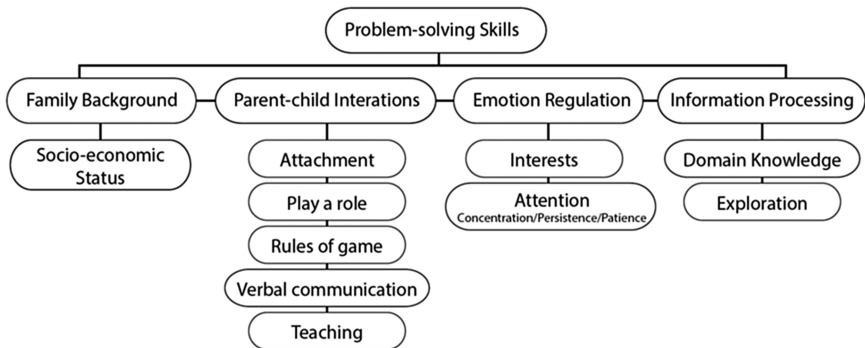 Problem-solving Skills
Family Background
Parent-child Interations
Emotion Regulation
Information Processing
Socio-economic
Status
Attachment
Play a role
Rules of game
Verbal communication
Teaching
Interests
Attention
Concentration/Persistence/Patience
Domain Knowledge
Exploration